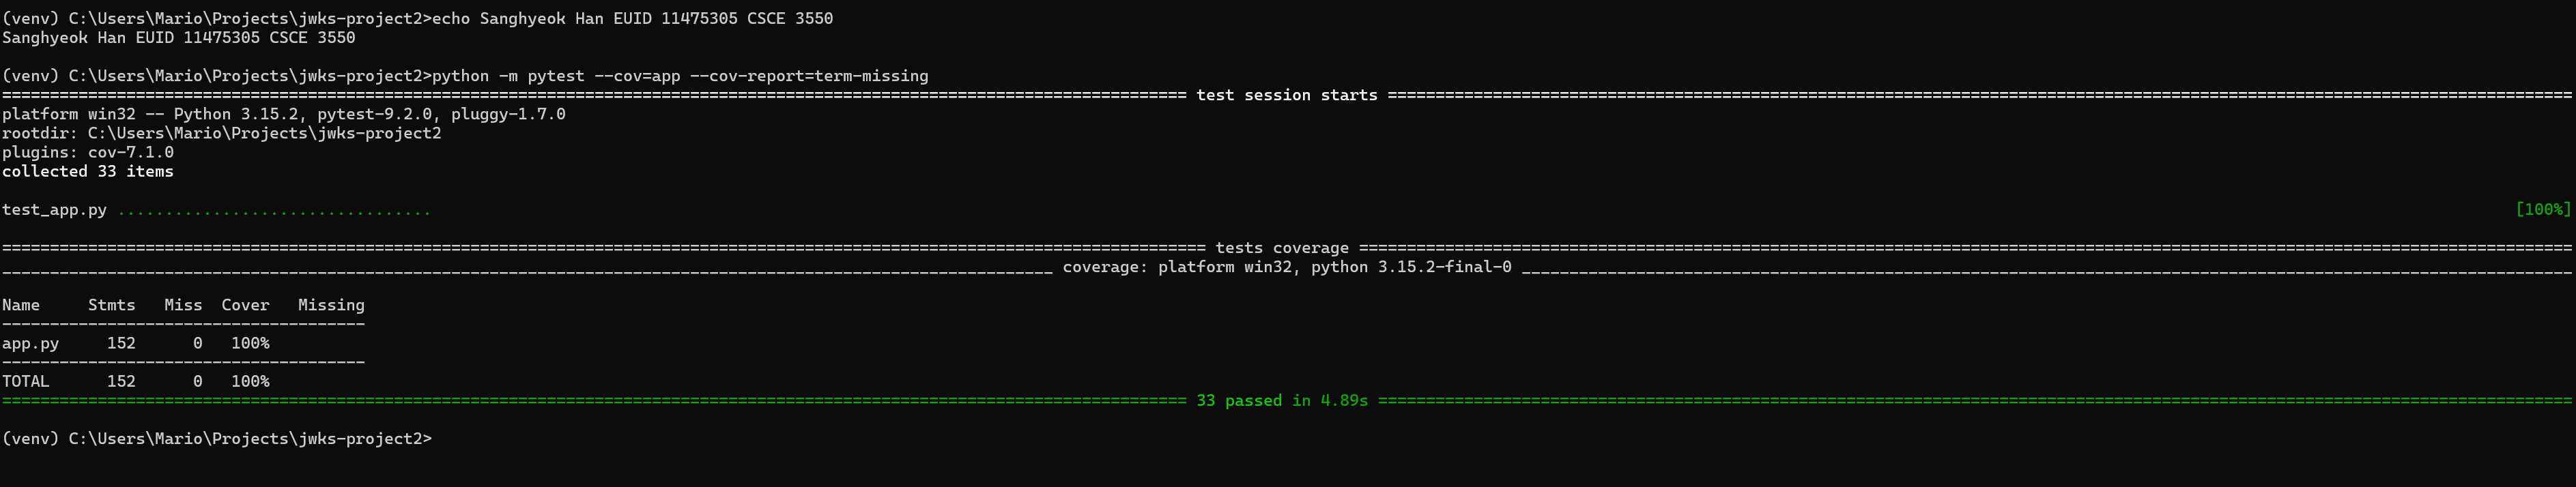 (venv) C:\Users\Mario\Projects\jwks-project2>echo Sanghyeok Han EUID 11475305 CSCE 3550
Sanghyeok Han EUID 11475305 CSCE 3550
(venv) C:\Users\Mario\Projects\jwks-project2>python -m pytest --cov=app --cov-report=term-missing
============================= test session starts =============================
platform win32 -- Python 3.15.2, pytest-9.2.0, pluggy-1.7.0
rootdir: C:\Users\Mario\Projects\jwks-project2
plugins: cov-7.1.0
collected 33 items
test_app.py ................................. [100%]
============================= tests coverage =============================
_____________________________ coverage: platform win32, python 3.15.2-final-0 _____________________________
Name     Stmts   Miss  Cover   Missing
--------------------------------------
app.py     152      0   100%
--------------------------------------
TOTAL      152      0   100%
============================= 33 passed in 4.89s =============================
(venv) C:\Users\Mario\Projects\jwks-project2>